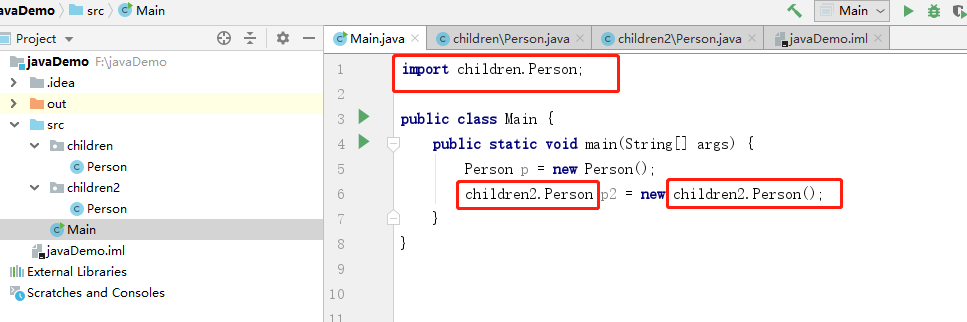 javaDemo src Main
Main
Project
Main.java children\Person.java children2\Person.java javaDemo.iml
javaDemo F:\javaDemo
.idea
out
src
children
Person
children2
Person
Main
javaDemo.iml
External Libraries
Scratches and Consoles
1 import children.Person;
2
3 public class Main {
4 public static void main(String[] args) {
5 Person p = new Person();
6 children2.Person p2 = new children2.Person();
7 }
8 }
9
10
11